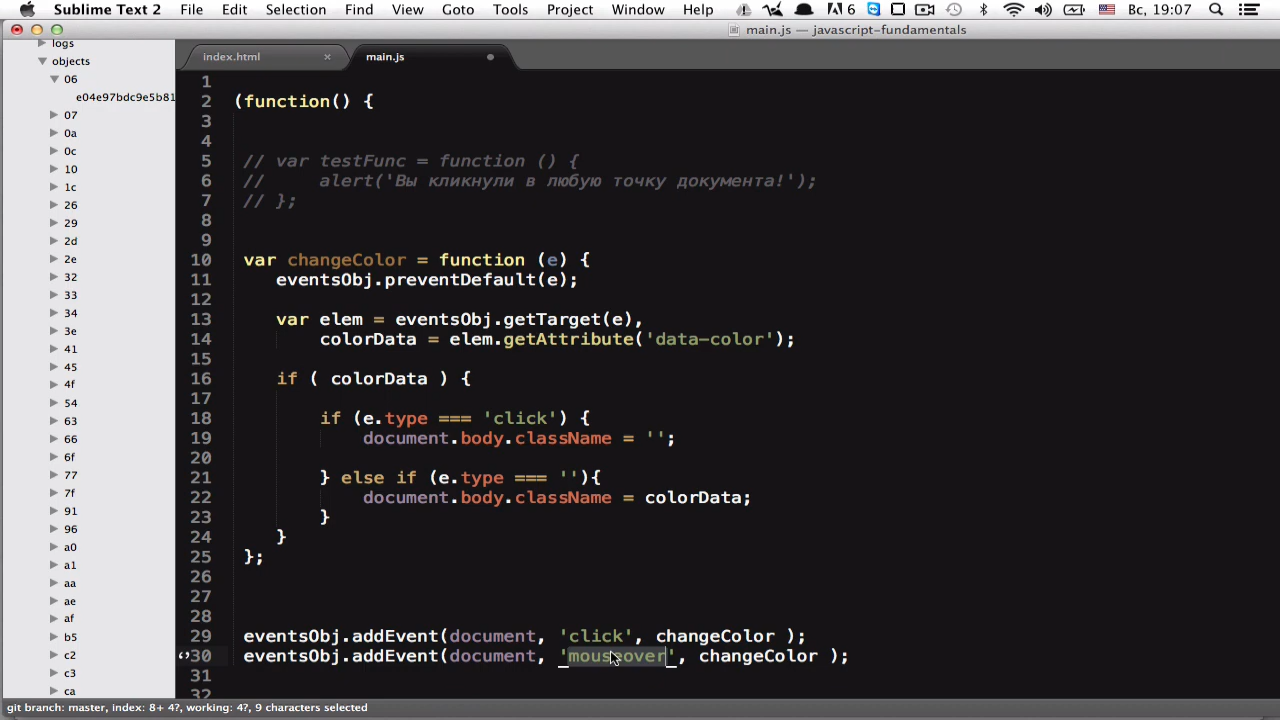 Sublime Text 2 File Edit Selection Find View Goto Tools Project Window Help 6 Вс, 19:07
main.js — javascript-fundamentals
index.html × main.js
logs
objects
06
e04e97bdc9e5b81
07
0a
0c
10
1c
26
29
2d
2e
32
33
34
3e
41
45
4f
54
63
66
6f
77
7f
91
96
a0
a1
aa
ae
af
b5
c2
c3
ca
1
2 (function() {
3
4
5 // var testFunc = function () {
6 //     alert('Вы кликнули в любую точку документа!');
7 // };
8
9
10 var changeColor = function (e) {
11     eventsObj.preventDefault(e);
12
13     var elem = eventsObj.getTarget(e),
14         colorData = elem.getAttribute('data-color');
15
16     if ( colorData ) {
17
18         if (e.type === 'click') {
19             document.body.className = '';
20
21         } else if (e.type === ''){
22             document.body.className = colorData;
23         }
24     }
25 };
26
27
28
29 eventsObj.addEvent(document, 'click', changeColor );
30 eventsObj.addEvent(document, 'mouseover', changeColor );
31
32
git branch: master, index: 8+ 4?, working: 4?, 9 characters selected